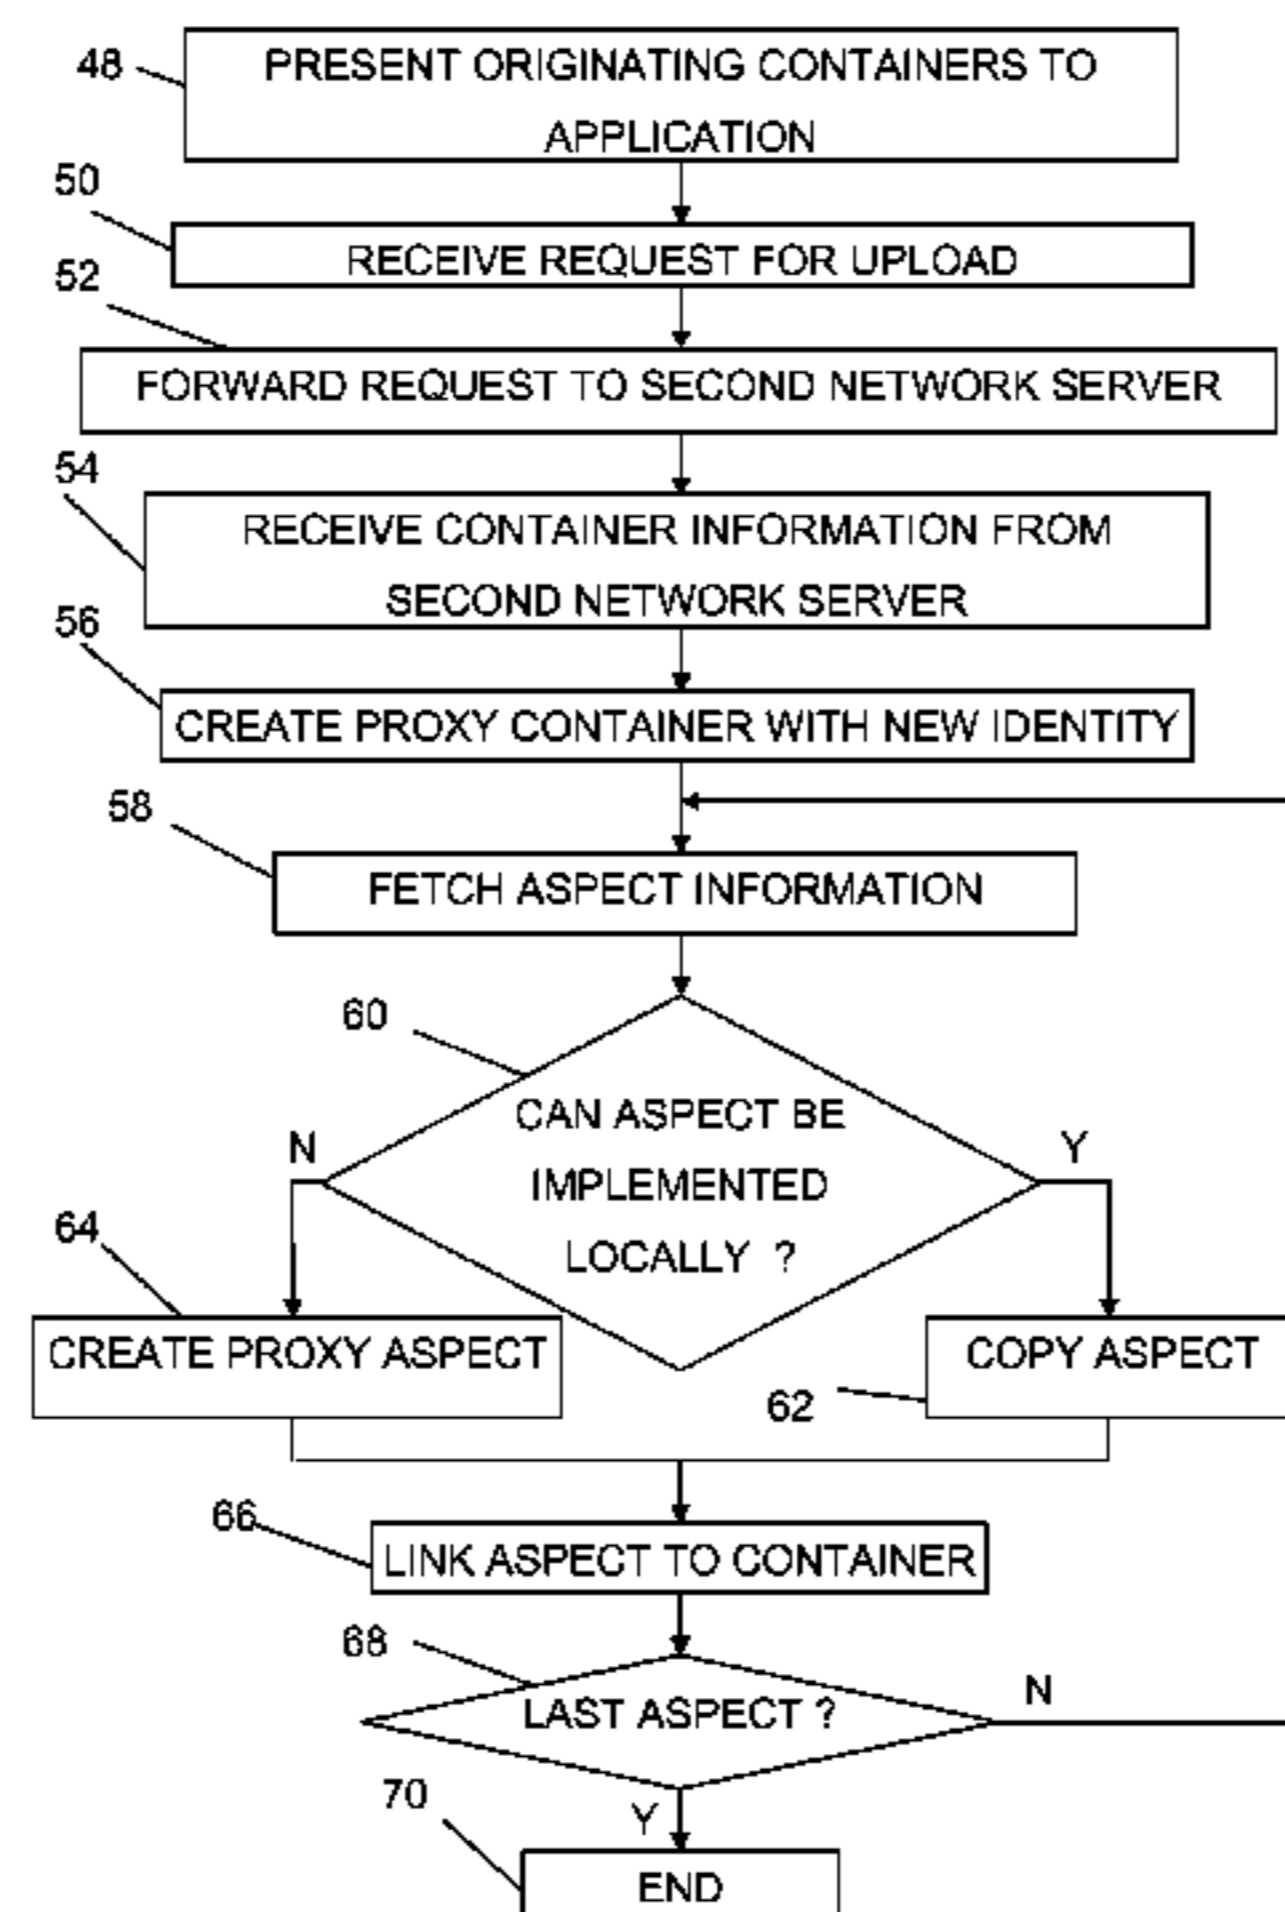 48
PRESENT ORIGINATING CONTAINERS TO
APPLICATION
50
RECEIVE REQUEST FOR UPLOAD
52
FORWARD REQUEST TO SECOND NETWORK SERVER
54
RECEIVE CONTAINER INFORMATION FROM
SECOND NETWORK SERVER
56
CREATE PROXY CONTAINER WITH NEW IDENTITY
58
FETCH ASPECT INFORMATION
60
CAN ASPECT BE
IMPLEMENTED
LOCALLY ?
N
Y
64
CREATE PROXY ASPECT
COPY ASPECT
62
66
LINK ASPECT TO CONTAINER
68
LAST ASPECT ?
N
70
Y
END